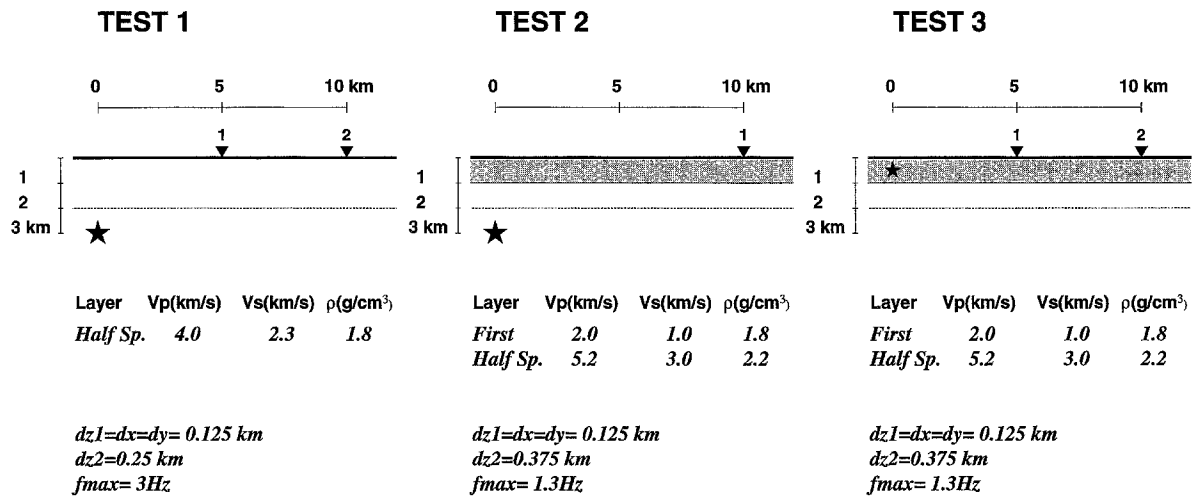 TEST 1
0 5 10 km
1 2
1
2
3 km
Layer Vp(km/s) Vs(km/s) ρ(g/cm³)
Half Sp. 4.0 2.3 1.8
dz1=dx=dy= 0.125 km
dz2=0.25 km
fmax= 3Hz
TEST 2
0 5 10 km
1
1
2
3 km
Layer Vp(km/s) Vs(km/s) ρ(g/cm³)
First 2.0 1.0 1.8
Half Sp. 5.2 3.0 2.2
dz1=dx=dy= 0.125 km
dz2=0.375 km
fmax= 1.3Hz
TEST 3
0 5 10 km
1 2
1
2
3 km
Layer Vp(km/s) Vs(km/s) ρ(g/cm³)
First 2.0 1.0 1.8
Half Sp. 5.2 3.0 2.2
dz1=dx=dy= 0.125 km
dz2=0.375 km
fmax= 1.3Hz